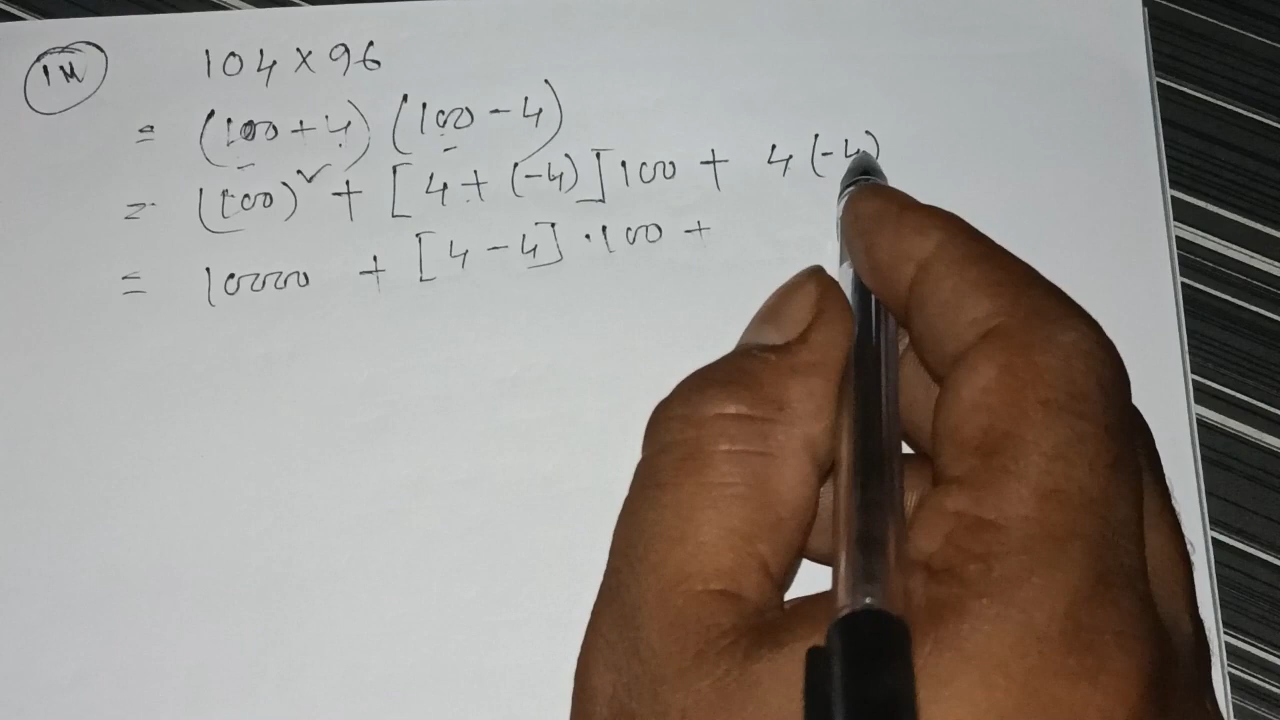 1M 104 × 96
= (100 + 4) (100 - 4)
= (100)² + [4 + (-4)] 100 + 4 (-4)
= 10000 + [4 - 4] · 100 +